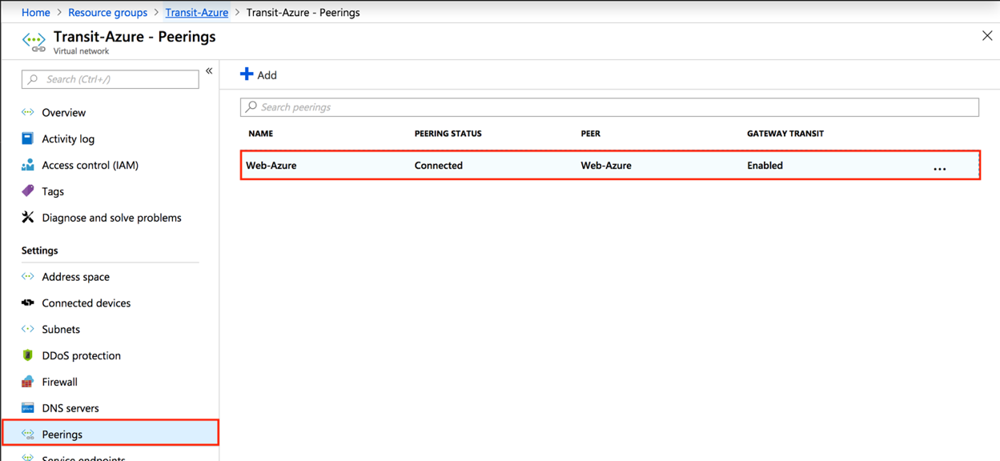 Home > Resource groups > Transit-Azure > Transit-Azure - Peerings
Transit-Azure - Peerings
Virtual network
Search (Ctrl+/)
«
Overview
Activity log
Access control (IAM)
Tags
Diagnose and solve problems
Settings
Address space
Connected devices
Subnets
DDoS protection
Firewall
DNS servers
Peerings
Service endpoints
Add
Search peerings
NAME PEERING STATUS PEER GATEWAY TRANSIT
Web-Azure Connected Web-Azure Enabled ...